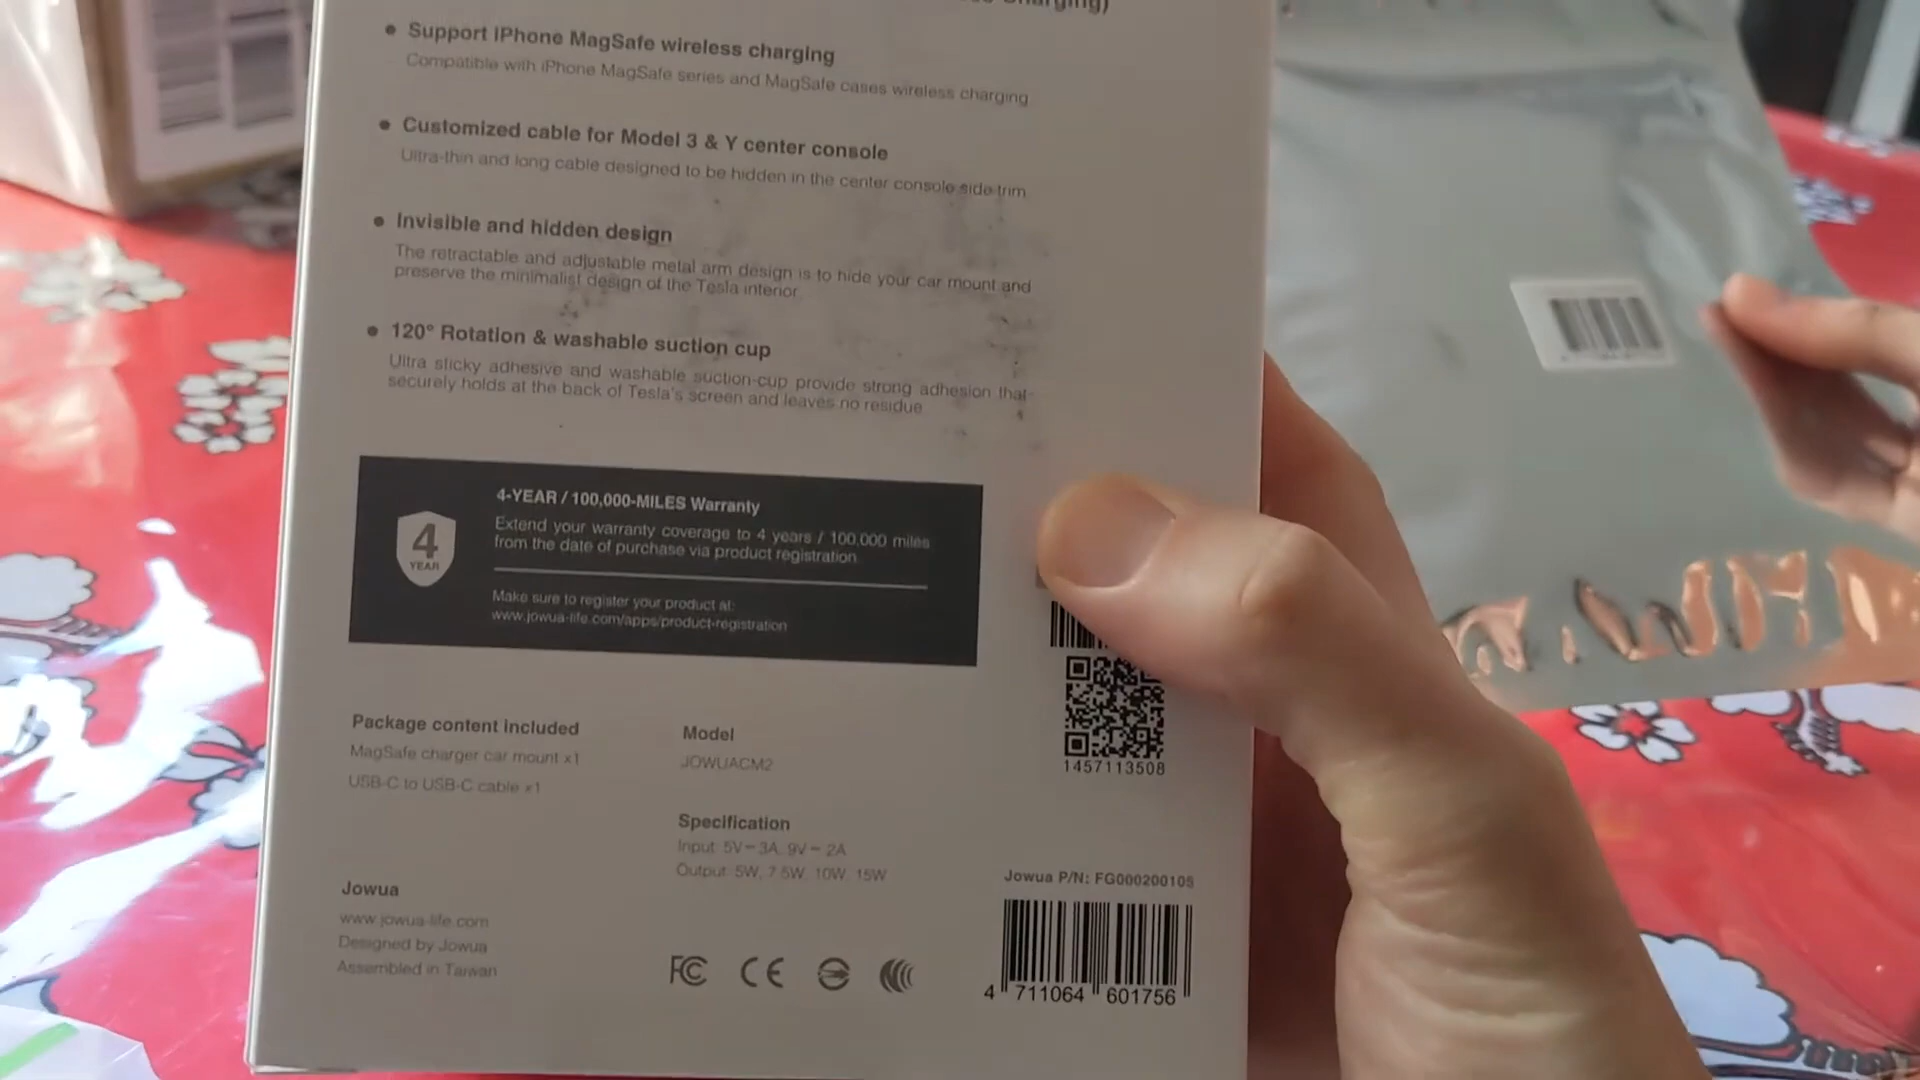 Charging)
Support iPhone MagSafe wireless charging
Compatible with iPhone MagSafe series and MagSafe cases wireless charging
Customized cable for Model 3 & Y center console
Ultra-thin and long cable designed to be hidden in the center console side trim
Invisible and hidden design
The retractable and adjustable metal arm design is to hide your car mount and
preserve the minimalist design of the Tesla interior
120° Rotation & washable suction cup
Ultra sticky adhesive and washable suction-cup provide strong adhesion that
securely holds at the back of Tesla's screen and leaves no residue
4
YEAR
4-YEAR / 100,000-MILES Warranty
Extend your warranty coverage to 4 years / 100,000 miles
from the date of purchase via product registration
Make sure to register your product at:
www.jowua-life.com/apps/product-registration
Package content included
MagSafe charger car mount x1
USB-C to USB-C cable x1
Model
JOWUACM2
1457113508
Specification
Input: 5V⎓3A, 9V⎓2A
Output: 5W, 7.5W, 10W, 15W
Jowua
www.jowua-life.com
Designed by Jowua
Assembled in Taiwan
FC CE
Jowua P/N: FG000200105
4 711064 601756